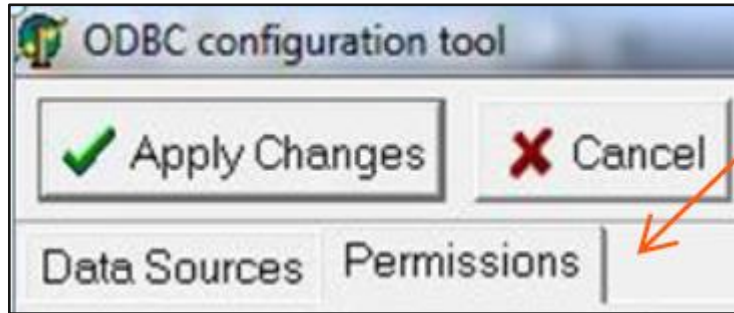 ODBC configuration tool
Apply Changes Cancel
Data Sources Permissions